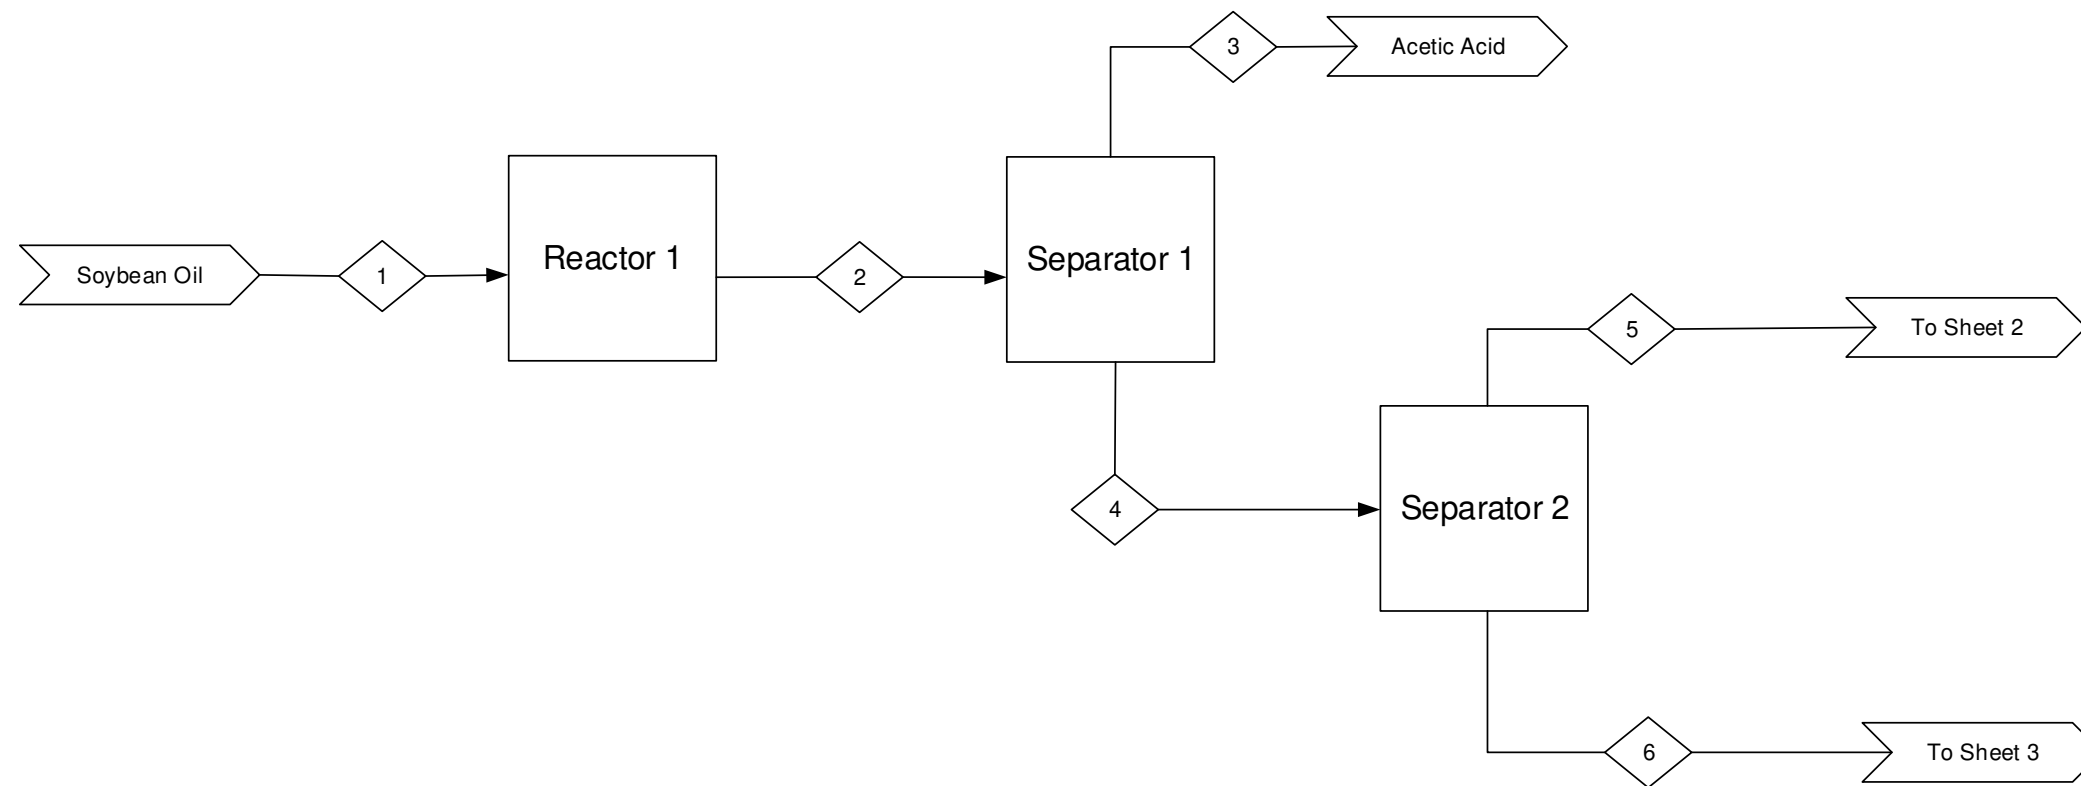 3
Acetic Acid
Soybean Oil
1
Reactor 1
2
Separator 1
5
To Sheet 2
4
Separator 2
6
To Sheet 3